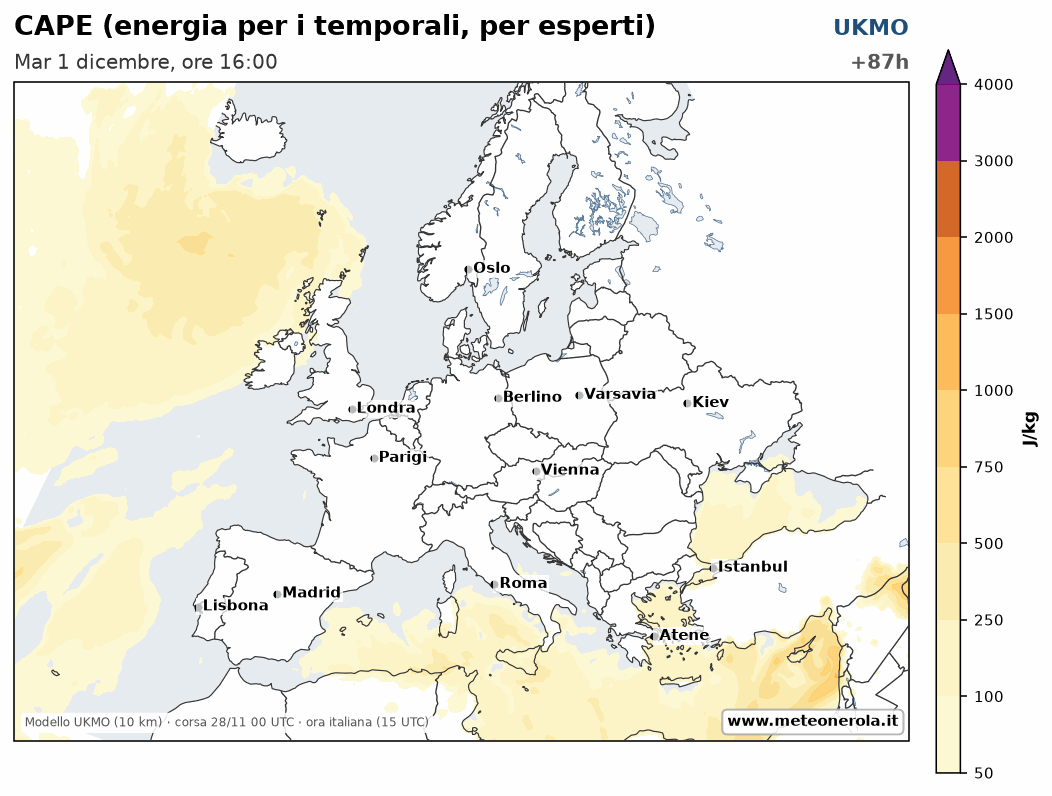 CAPE (energia per i temporali, per esperti)
UKMO
Mar 1 dicembre, ore 16:00
+87h
4000
3000
2000
1500
1000
750
500
250
100
50
J/kg
Oslo
Londra
Berlino
Varsavia
Kiev
Parigi
Vienna
Istanbul
Roma
Madrid
Lisbona
Atene
Modello UKMO (10 km) · corsa 28/11 00 UTC · ora italiana (15 UTC)
www.meteonerola.it